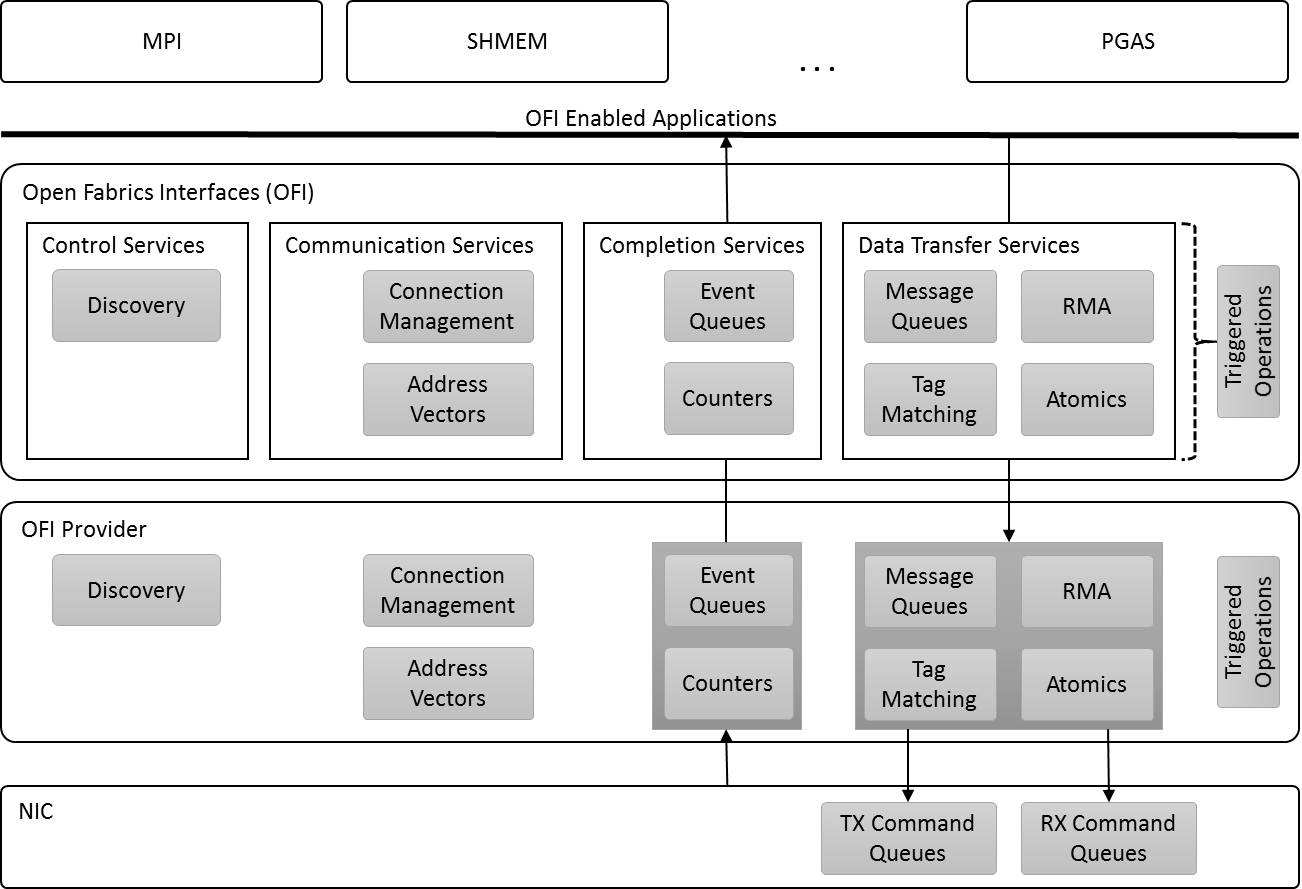 MPI
SHMEM
. . .
PGAS
OFI Enabled Applications
Open Fabrics Interfaces (OFI)
Control Services
Discovery
Communication Services
Connection
Management
Address
Vectors
Completion Services
Event
Queues
Counters
Data Transfer Services
Message
Queues
RMA
Tag
Matching
Atomics
Triggered
Operations
OFI Provider
Discovery
Connection
Management
Address
Vectors
Event
Queues
Counters
Message
Queues
RMA
Tag
Matching
Atomics
Triggered
Operations
NIC
TX Command
Queues
RX Command
Queues